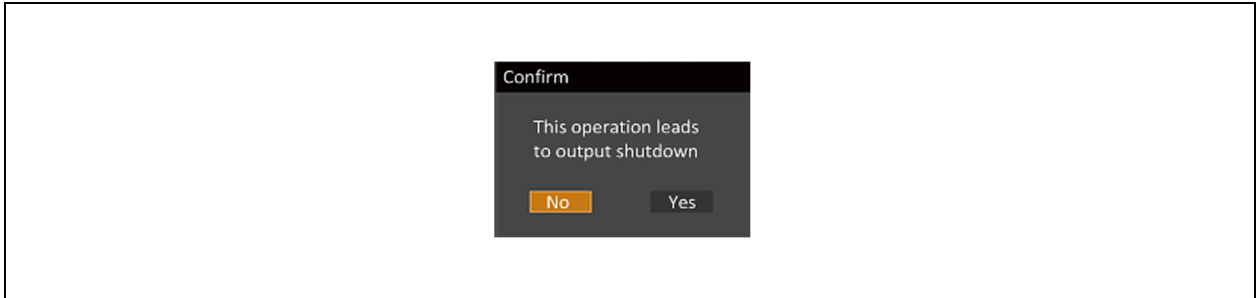 Confirm
This operation leads
to output shutdown
No
Yes